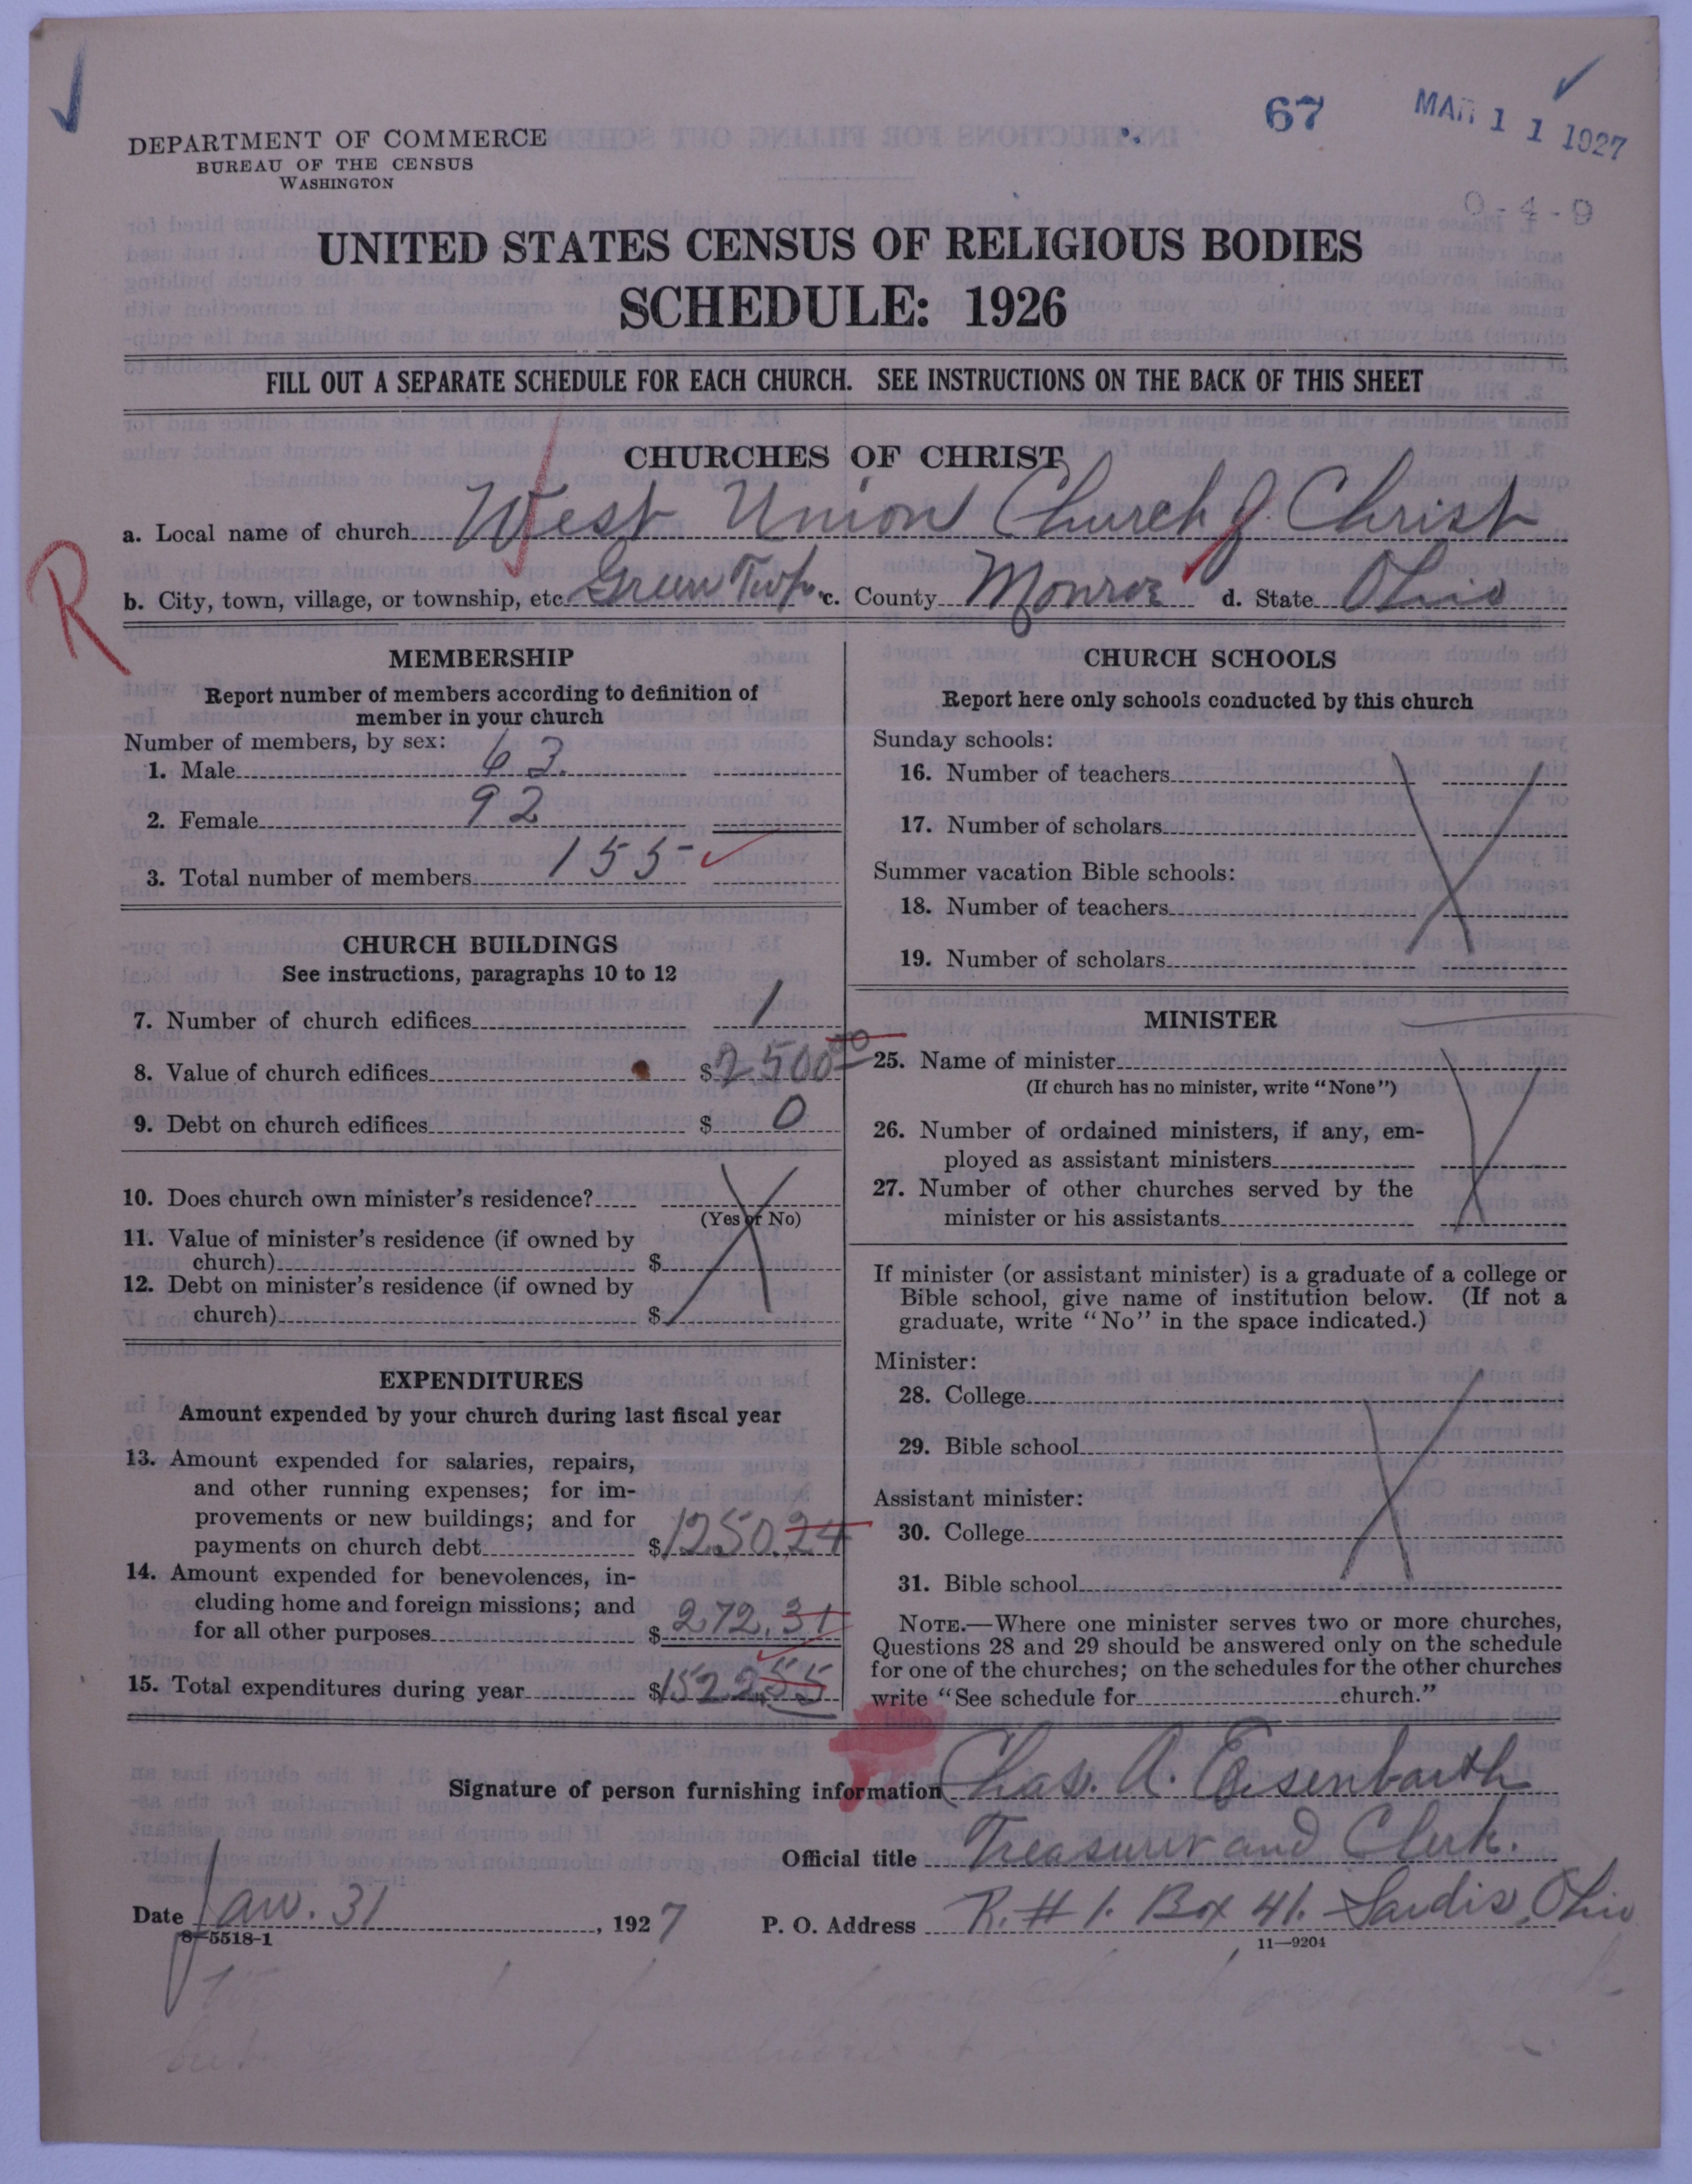 67
MAR 11 1927
DEPARTMENT OF COMMERCE
BUREAU OF THE CENSUS
WASHINGTON
0-4-9
UNITED STATES CENSUS OF RELIGIOUS BODIES
SCHEDULE: 1926
FILL OUT A SEPARATE SCHEDULE FOR EACH CHURCH. SEE INSTRUCTIONS ON THE BACK OF THIS SHEET
CHURCHES OF CHRIST
a. Local name of church West Union Church of Christ
R
b. City, town, village, or township, etc. Green Twp. c. County Monroe d. State Ohio
MEMBERSHIP
Report number of members according to definition of
member in your church
Number of members, by sex:
1. Male 63
2. Female 92
3. Total number of members 155
CHURCH BUILDINGS
See instructions, paragraphs 10 to 12
7. Number of church edifices 1
8. Value of church edifices $2500 00
9. Debt on church edifices $ 0
10. Does church own minister's residence?
(Yes or No)
11. Value of minister's residence (if owned by
church) $
12. Debt on minister's residence (if owned by
church) $
EXPENDITURES
Amount expended by your church during last fiscal year
13. Amount expended for salaries, repairs,
and other running expenses; for im-
provements or new buildings; and for
payments on church debt $1250.24
14. Amount expended for benevolences, in-
cluding home and foreign missions; and
for all other purposes $ 272.31
15. Total expenditures during year $1522.55
CHURCH SCHOOLS
Report here only schools conducted by this church
Sunday schools:
16. Number of teachers
17. Number of scholars
Summer vacation Bible schools:
18. Number of teachers
19. Number of scholars
MINISTER
25. Name of minister
(If church has no minister, write "None")
26. Number of ordained ministers, if any, em-
ployed as assistant ministers
27. Number of other churches served by the
minister or his assistants
If minister (or assistant minister) is a graduate of a college or
Bible school, give name of institution below. (If not a
graduate, write "No" in the space indicated.)
Minister:
28. College
29. Bible school
Assistant minister:
30. College
31. Bible school
NOTE.—Where one minister serves two or more churches,
Questions 28 and 29 should be answered only on the schedule
for one of the churches; on the schedules for the other churches
write "See schedule for church."
Signature of person furnishing information Chas. A. Eisenbarth
Official title Treasurer and Clerk.
Date Jan. 31, 1927 P. O. Address R. # 1. Box 41. Sardis, Ohio
8—5518-1
11—9204